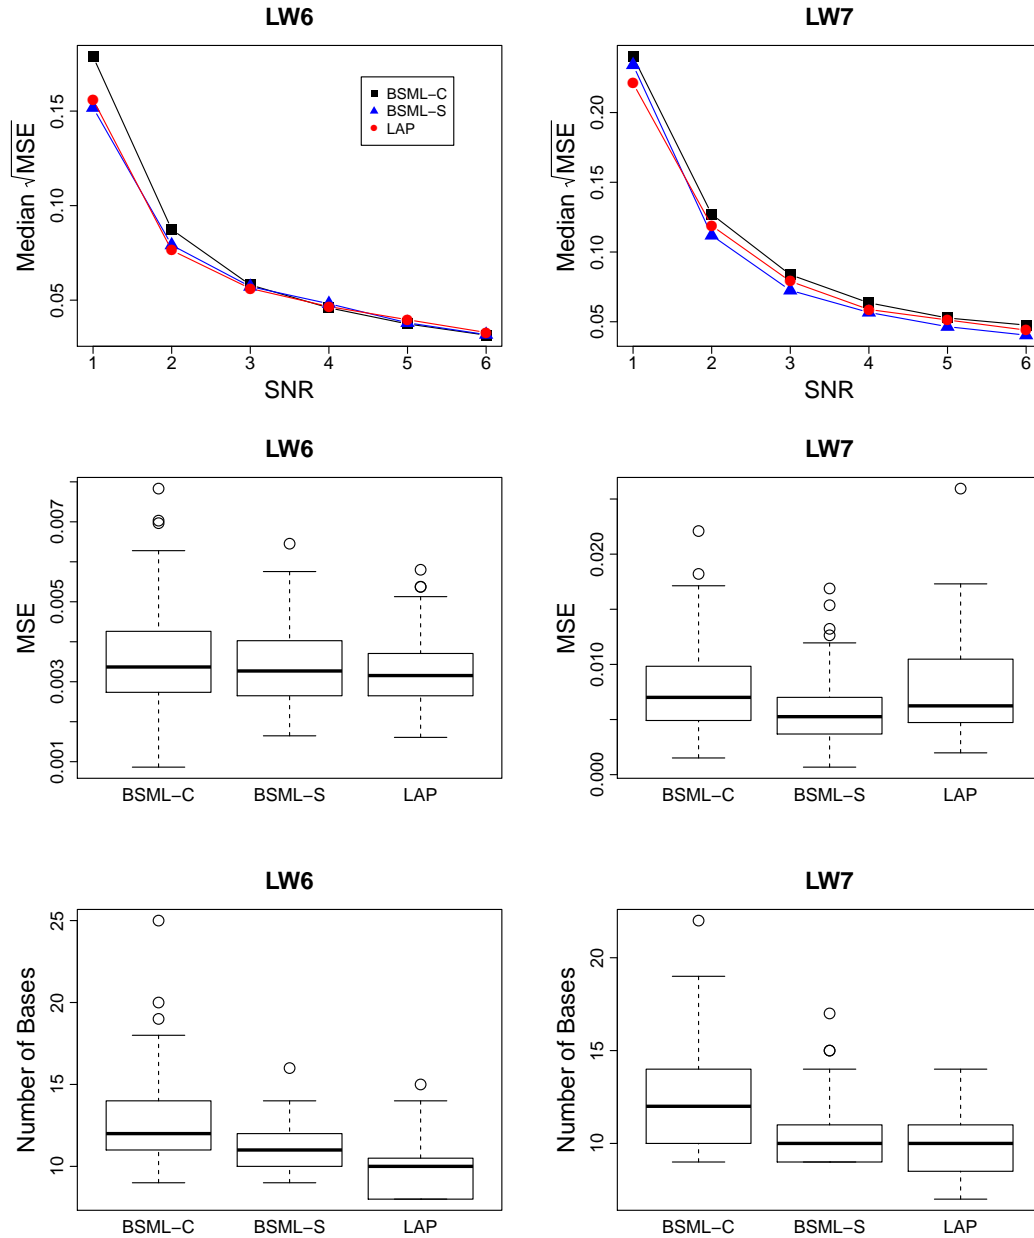 LW6
LW7
Median √MSE
0.15
0.10
0.05
BSML−C
BSML−S
LAP
1 2 3 4 5 6
SNR
Median √MSE
0.20
0.15
0.10
0.05
1 2 3 4 5 6
SNR
LW6
LW7
MSE
0.007
0.005
0.003
0.001
BSML−C BSML−S LAP
MSE
0.020
0.010
0.000
BSML−C BSML−S LAP
LW6
LW7
Number of Bases
25
20
15
10
BSML−C BSML−S LAP
Number of Bases
20
15
10
BSML−C BSML−S LAP